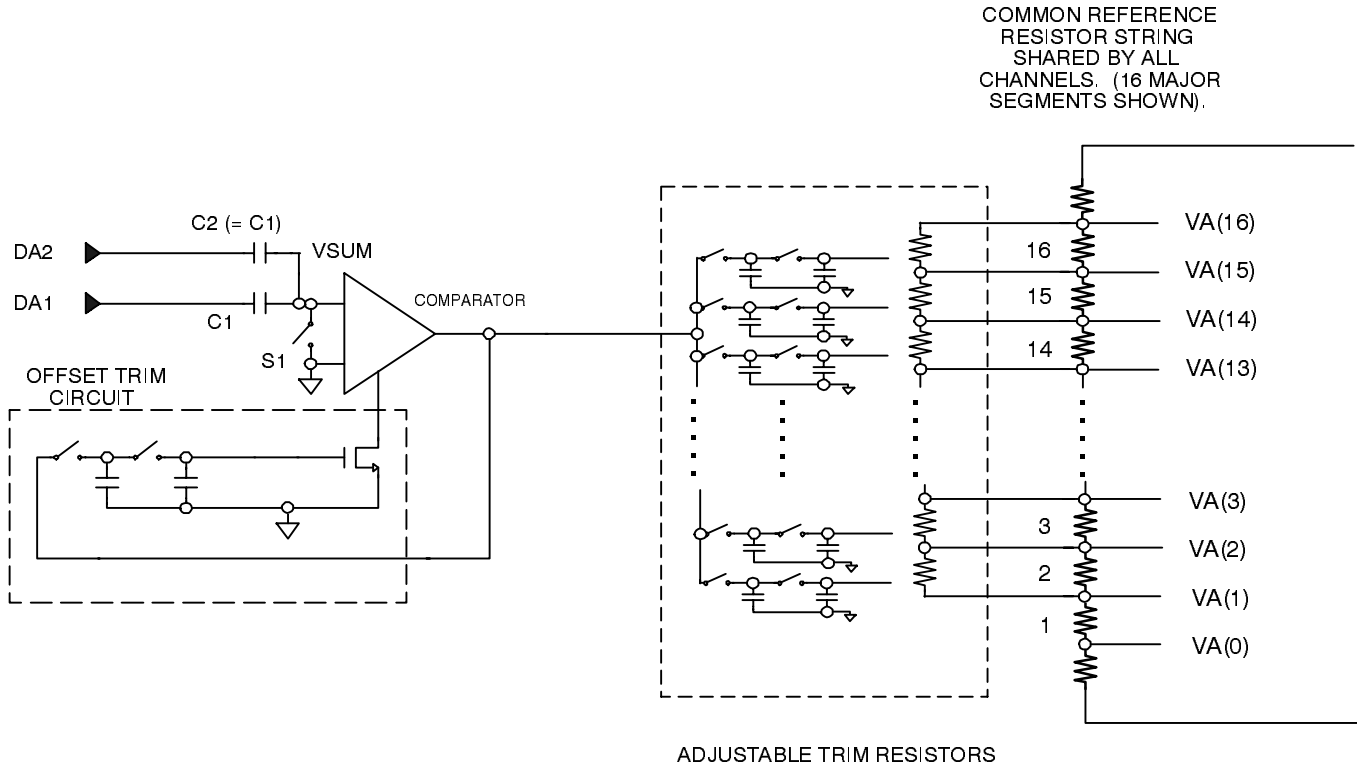 COMMON REFERENCE
RESISTOR STRING
SHARED BY ALL
CHANNELS. (16 MAJOR
SEGMENTS SHOWN).
C2 (= C1)
DA2
VSUM
DA1
C1
COMPARATOR
S1
OFFSET TRIM
CIRCUIT
VA(16)
16
VA(15)
15
VA(14)
14
VA(13)
VA(3)
3
VA(2)
2
VA(1)
1
VA(0)
ADJUSTABLE TRIM RESISTORS